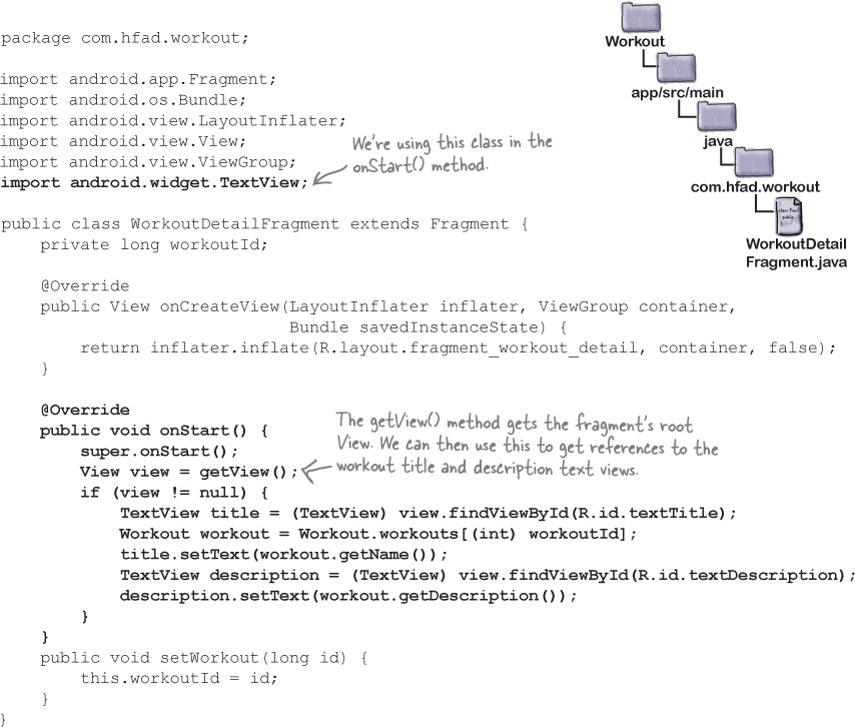 package com.hfad.workout;
import android.app.Fragment;
import android.os.Bundle;
import android.view.LayoutInflater;
import android.view.View;
import android.view.ViewGroup;
import android.widget.TextView;
We're using this class in the
onStart() method.
Workout
app/src/main
java
com.hfad.workout
WorkoutDetail
Fragment.java
public class WorkoutDetailFragment extends Fragment {
    private long workoutId;
    @Override
    public View onCreateView(LayoutInflater inflater, ViewGroup container,
                             Bundle savedInstanceState) {
        return inflater.inflate(R.layout.fragment_workout_detail, container, false);
    }
    @Override
    public void onStart() {
        super.onStart();
        View view = getView();
The getView() method gets the fragment's root
View. We can then use this to get references to the
workout title and description text views.
        if (view != null) {
            TextView title = (TextView) view.findViewById(R.id.textTitle);
            Workout workout = Workout.workouts[(int) workoutId];
            title.setText(workout.getName());
            TextView description = (TextView) view.findViewById(R.id.textDescription);
            description.setText(workout.getDescription());
        }
    }
    public void setWorkout(long id) {
        this.workoutId = id;
    }
}